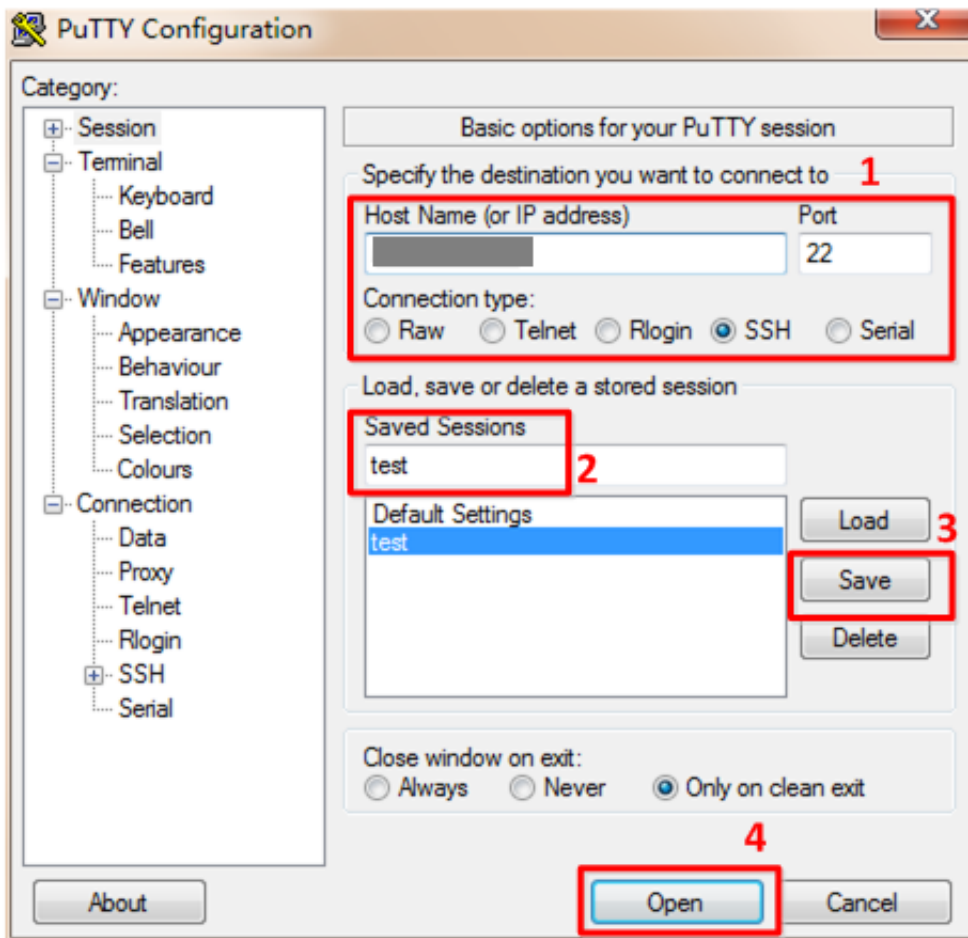 PuTTY Configuration
X
Category:
Session
Terminal
Keyboard
Bell
Features
Window
Appearance
Behaviour
Translation
Selection
Colours
Connection
Data
Proxy
Telnet
Rlogin
SSH
Serial
Basic options for your PuTTY session
Specify the destination you want to connect to 1
Host Name (or IP address) Port
22
Connection type:
Raw Telnet Rlogin SSH Serial
Load, save or delete a stored session
Saved Sessions
test 2
Default Settings
test
Load
3
Save
Delete
Close window on exit:
Always Never Only on clean exit
4
About Open Cancel